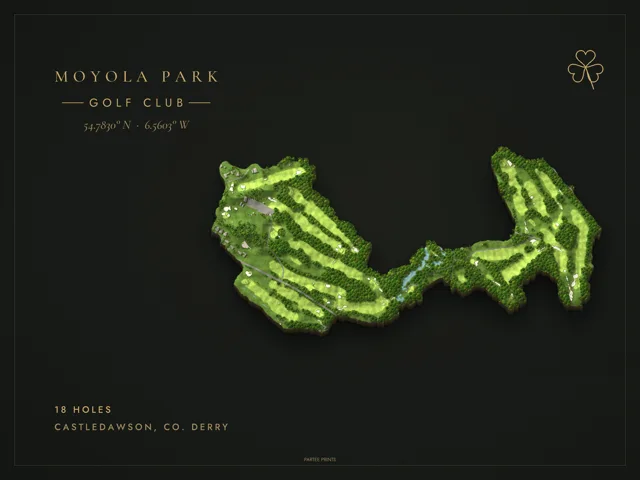 MOYOLA PARK
GOLF CLUB
54.7830° N · 6.5603° W
18 HOLES
CASTLEDAWSON, CO. DERRY
PARTEE PRINTS